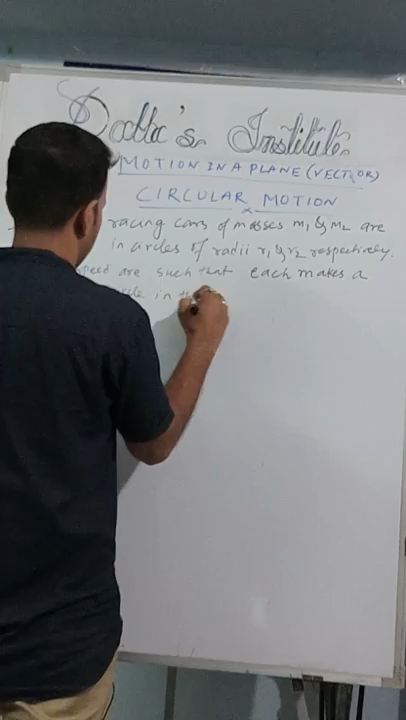 Datta's Institute
MOTION IN A PLANE (VECTOR)
CIRCULAR MOTION
racing cars of masses m₁ & m₂ are
in circles of radii r₁ & r₂ respectively.
are such that each makes a
in